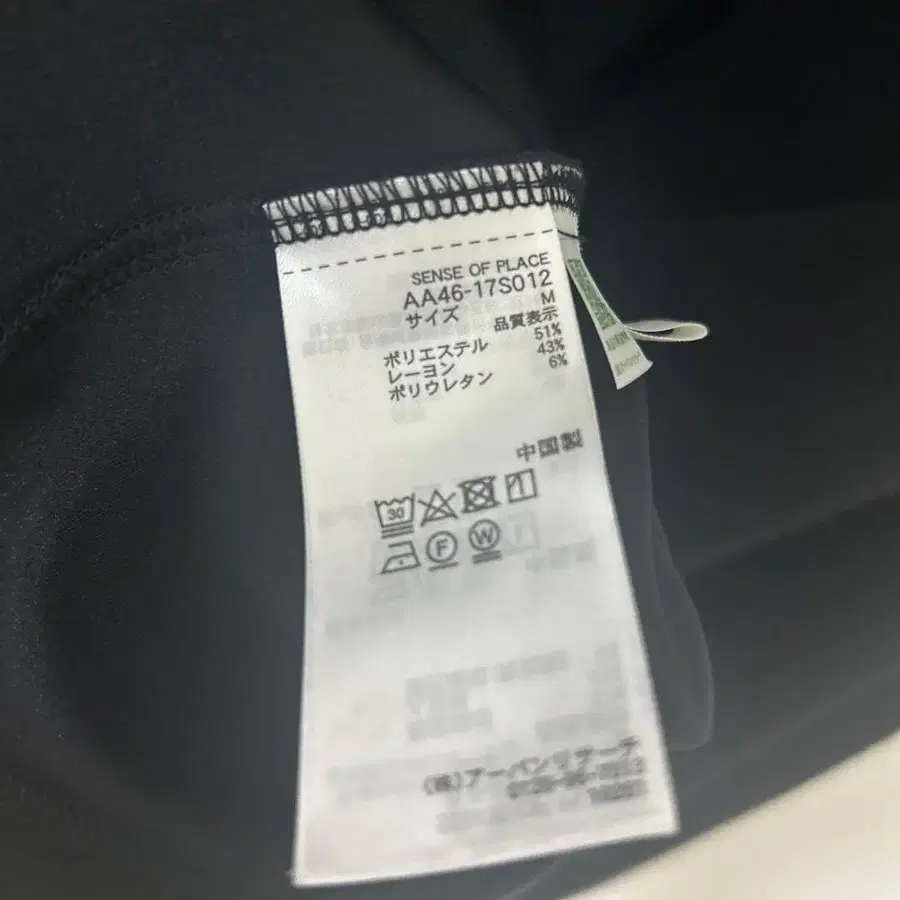 SENSE OF PLACE
AA46-17S012
サイズ M
品質表示
ポリエステル 51%
レーヨン 43%
ポリウレタン 6%
中国製
30
F W
(株)アーバンリサーチ